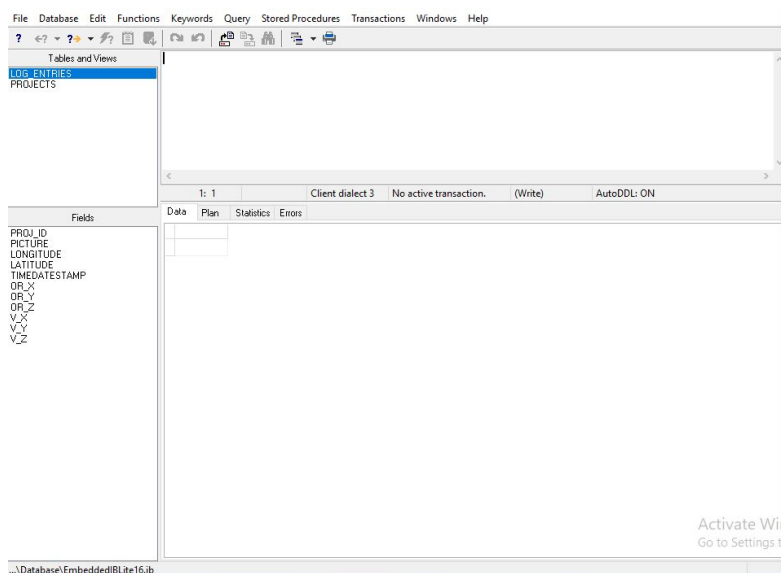 File Database Edit Functions Keywords Query Stored Procedures Transactions Windows Help
Tables and Views
LOG_ENTRIES
PROJECTS
1: 1 Client dialect 3 No active transaction. (Write) AutoDDL: ON
Data Plan Statistics Errors
Fields
PROJ_ID
PICTURE
LONGITUDE
LATITUDE
TIMEDATESTAMP
OR_X
OR_Y
OR_Z
V_X
V_Y
V_Z
Activate Wi
Go to Settings t
...\Database\EmbeddedIBLite16.ib